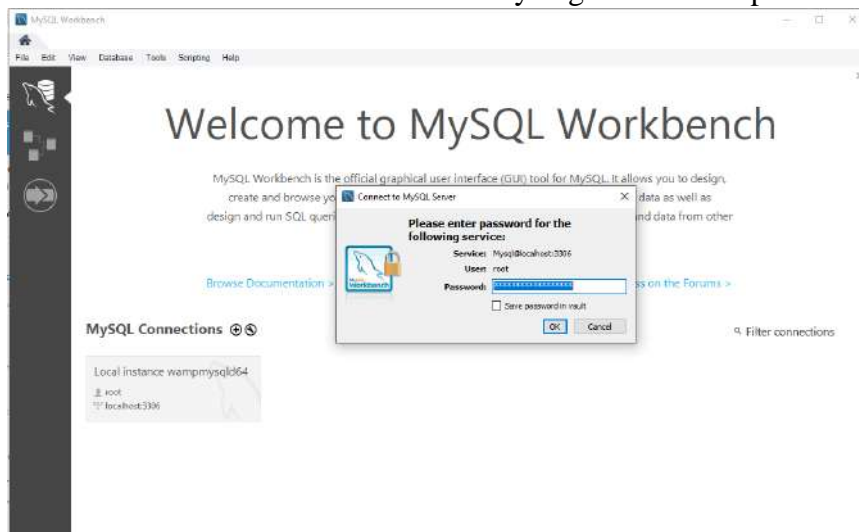 MySQL Workbench
File Edit View Database Tools Scripting Help
Welcome to MySQL Workbench
MySQL Workbench is the official graphical user interface (GUI) tool for MySQL. It allows you to design,
create and browse yo
data as well as
design and run SQL queri
and data from other
Browse Documentation >
ss on the Forums >
Connect to MySQL Server
Please enter password for the
following service:
Service: Mysql@localhost:3306
User: root
Password:
Save password in vault
OK Cancel
MySQL Connections
Filter connections
Local instance wampmysqld64
root
localhost:3306